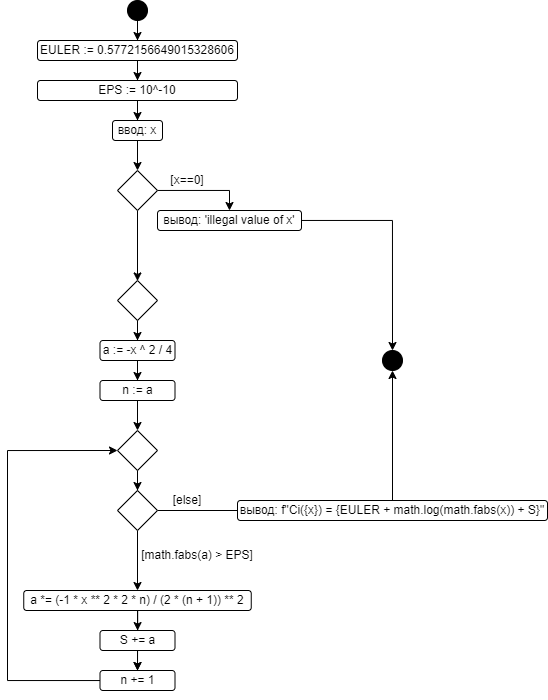 EULER := 0.5772156649015328606
EPS := 10^-10
ввод: x
[x==0]
вывод: 'illegal value of x'
a := -x ^ 2 / 4
n := a
[else]
вывод: f"Ci({x}) = {EULER + math.log(math.fabs(x)) + S}"
[math.fabs(a) > EPS]
a *= (-1 * x ** 2 * 2 * n) / (2 * (n + 1)) ** 2
S += a
n += 1